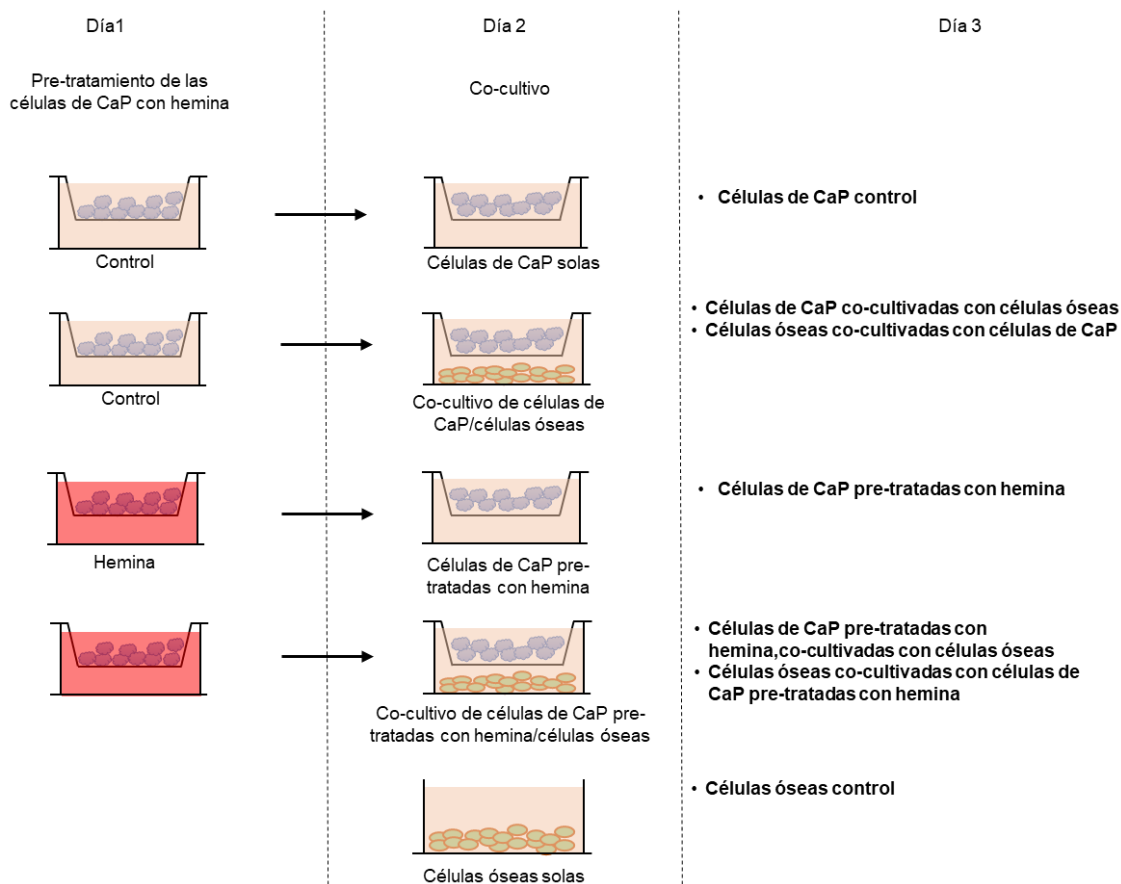 Día1
Día 2
Día 3
Pre-tratamiento de las
células de CaP con hemina
Co-cultivo
Control
Células de CaP solas
• Células de CaP control
Control
Co-cultivo de células de
CaP/células óseas
• Células de CaP co-cultivadas con células óseas
• Células óseas co-cultivadas con células de CaP
Hemina
Células de CaP pre-
tratadas con hemina
• Células de CaP pre-tratadas con hemina
Co-cultivo de células de CaP pre-
tratadas con hemina/células óseas
• Células de CaP pre-tratadas con
hemina,co-cultivadas con células óseas
• Células óseas co-cultivadas con células de
CaP pre-tratadas con hemina
Células óseas solas
• Células óseas control